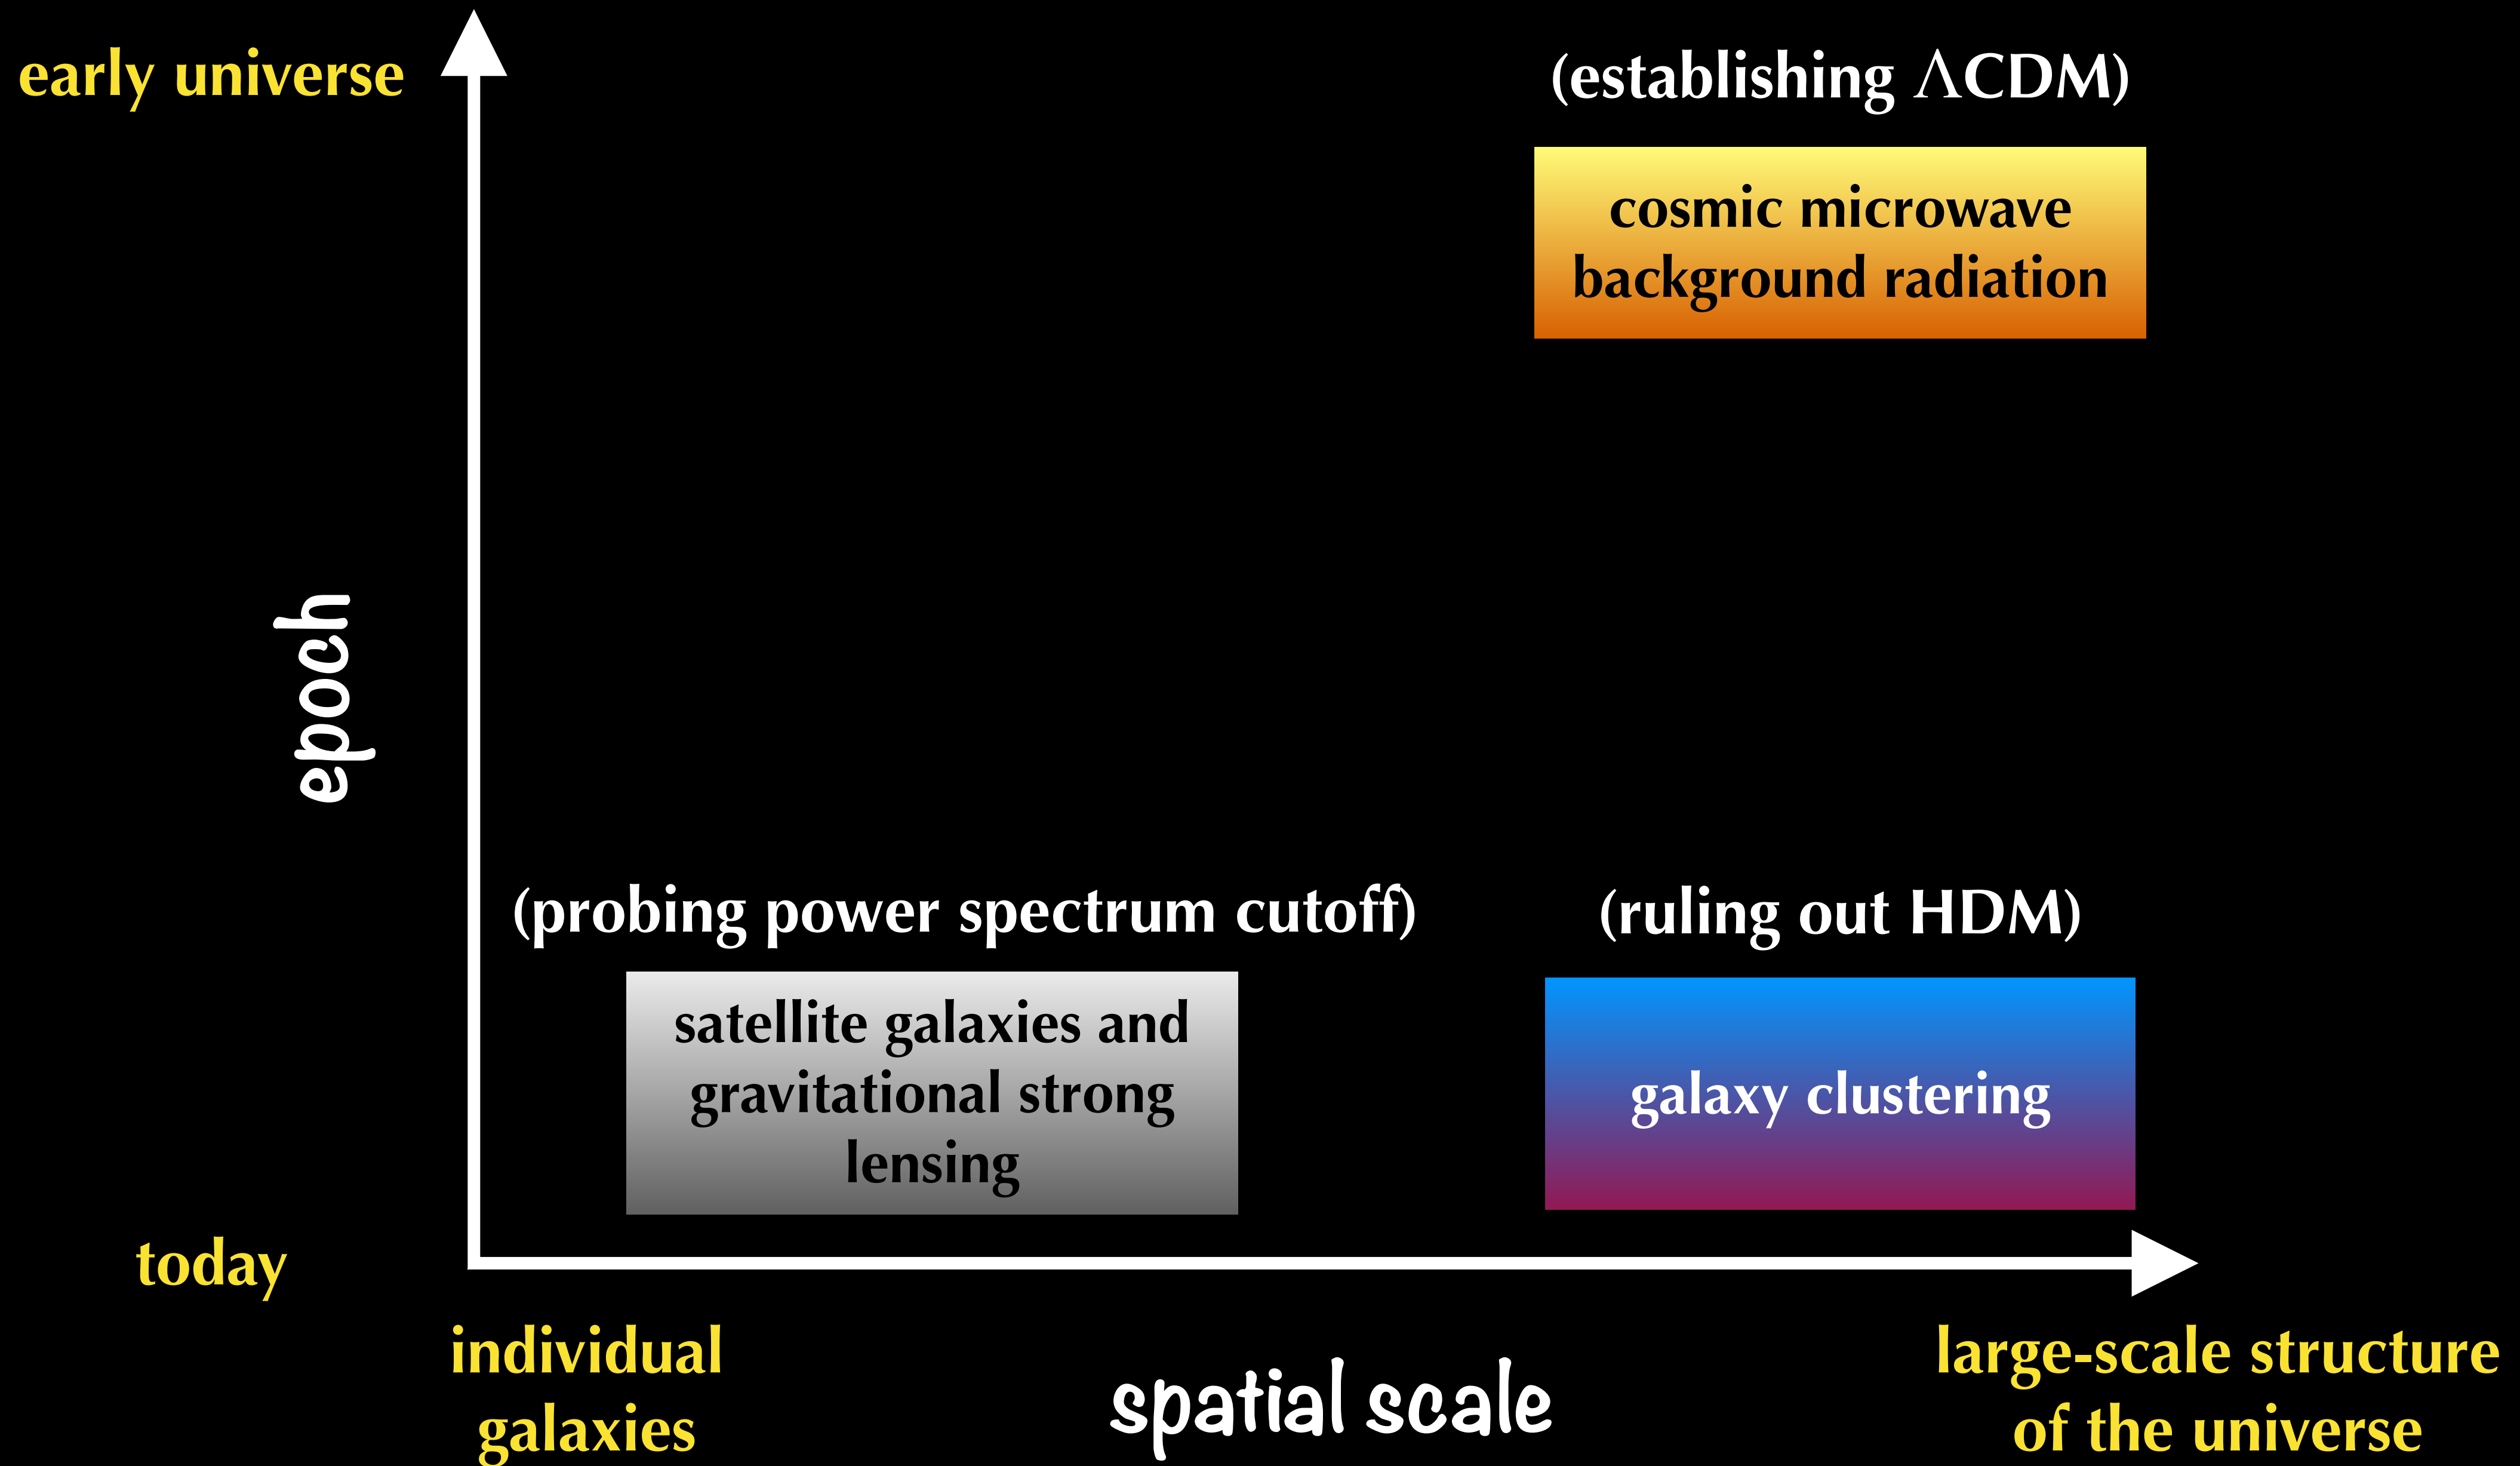 early universe
(establishing ΛCDM)
cosmic microwave
background radiation
epoch
(probing power spectrum cutoff)
(ruling out HDM)
satellite galaxies and
gravitational strong
lensing
galaxy clustering
today
individual
galaxies
spatial scale
large-scale structure
of the universe